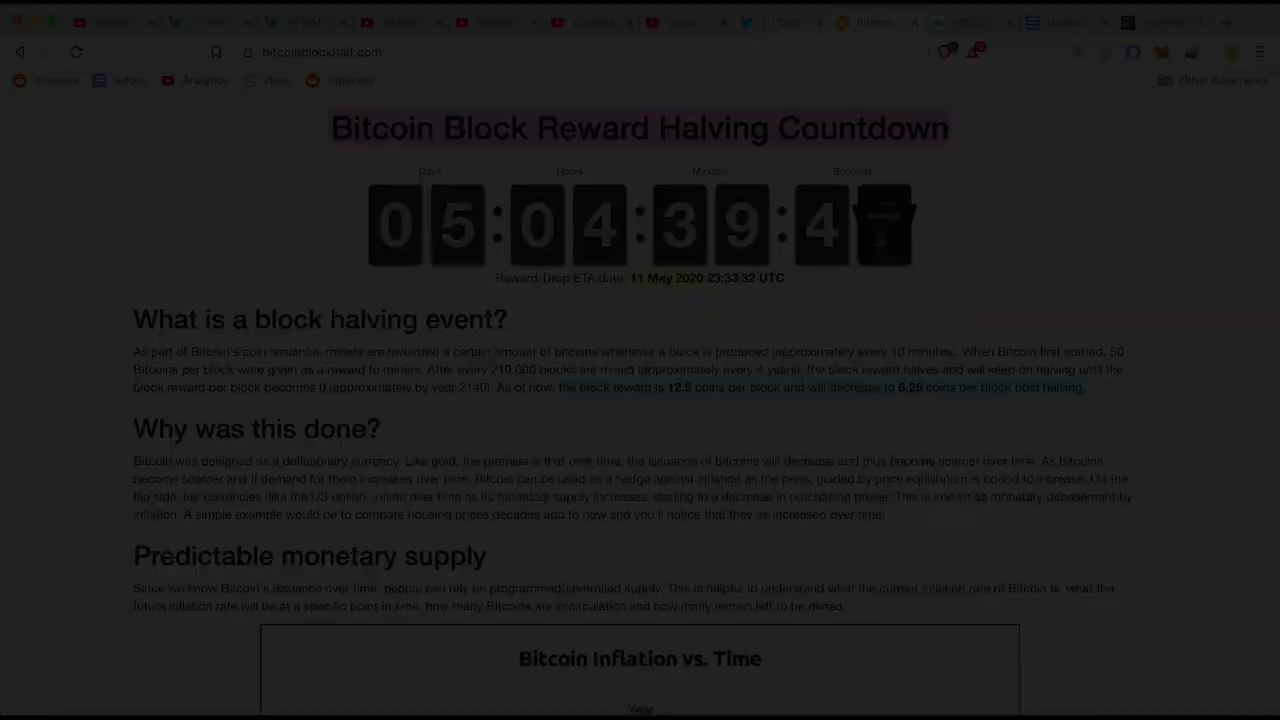 Bitcoin
bitcoinblockhalf.com
Analytics
Other Bookmarks
Bitcoin Block Reward Halving Countdown
Days Hours Minutes Seconds
05:04:39:47
Reward-Drop ETA date: 11 May 2020 23:33:32 UTC
What is a block halving event?
As part of Bitcoin's coin issuance, miners are rewarded a certain amount of bitcoins whenever a block is produced (approximately every 10 minutes). When Bitcoin first started, 50
Bitcoins per block were given as a reward to miners. After every 210,000 blocks are mined (approximately every 4 years), the block reward halves and will keep on halving until the
block reward per block becomes 0 (approximately by year 2140). As of now, the block reward is 12.5 coins per block and will decrease to 6.25 coins per block post halving.
Why was this done?
Bitcoin was designed as a deflationary currency. Like gold, the premise is that over time, the issuance of bitcoins will decrease and thus become scarcer over time. As bitcoins
become scarcer and if demand for them increases over time, Bitcoin can be used as a hedge against inflation as the price, guided by price equilibrium is bound to increase. On the
flip side, fiat currencies (like the US dollar), inflate over time as its monetary supply increases, leading to a decrease in purchasing power. This is known as monetary debasement by
inflation. A simple example would be to compare housing prices decades ago to now and you'll notice that they've increased over time!
Predictable monetary supply
Since we know Bitcoin's issuance over time, people can rely on programmed/controlled supply. This is helpful to understand what the current inflation rate of Bitcoin is, what the
future inflation rate will be at a specific point in time, how many Bitcoins are in circulation and how many remain left to be mined.
Bitcoin Inflation vs. Time
Year